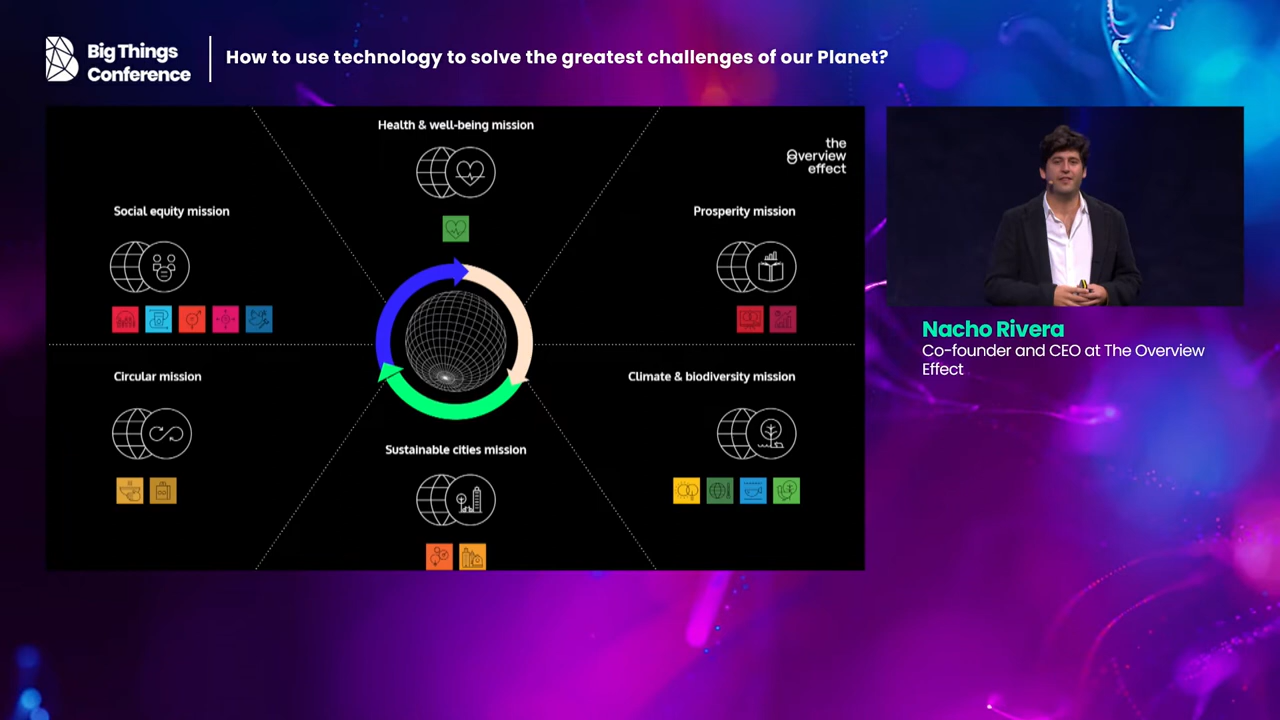 Big Things
Conference
How to use technology to solve the greatest challenges of our Planet?
Health & well-being mission
the
Overview
effect
Social equity mission
Prosperity mission
Circular mission
Climate & biodiversity mission
Sustainable cities mission
Nacho Rivera
Co-founder and CEO at The Overview
Effect